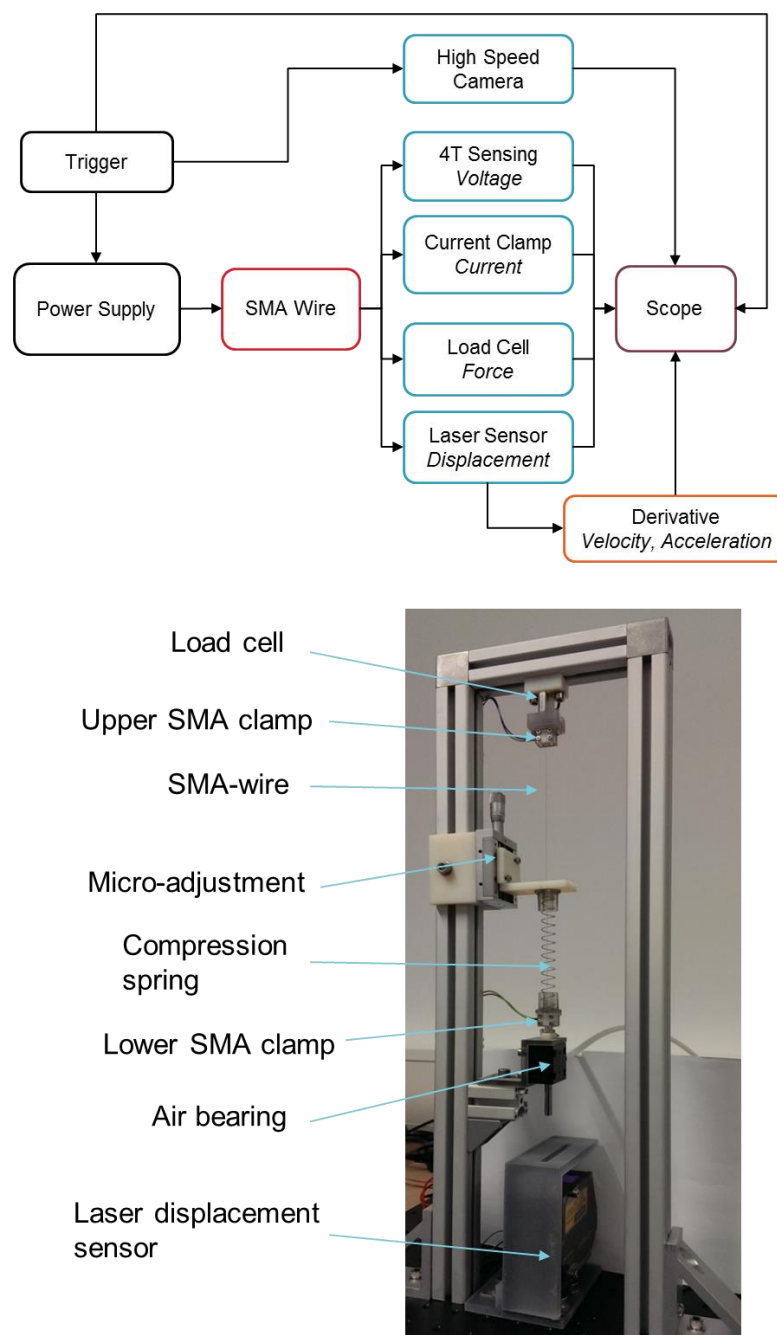 High Speed
Camera
Trigger
4T Sensing
Voltage
Current Clamp
Current
Power Supply
SMA Wire
Scope
Load Cell
Force
Laser Sensor
Displacement
Derivative
Velocity, Acceleration
Load cell
Upper SMA clamp
SMA-wire
Micro-adjustment
Compression
spring
Lower SMA clamp
Air bearing
Laser displacement
sensor